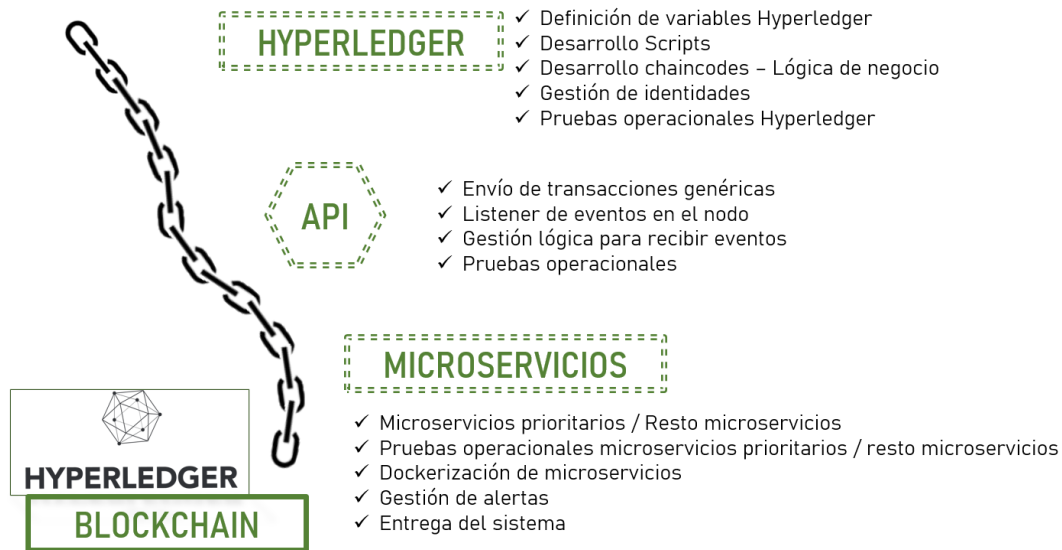 HYPERLEDGER
✓ Definición de variables Hyperledger
✓ Desarrollo Scripts
✓ Desarrollo chaincodes – Lógica de negocio
✓ Gestión de identidades
✓ Pruebas operacionales Hyperledger
API
✓ Envío de transacciones genéricas
✓ Listener de eventos en el nodo
✓ Gestión lógica para recibir eventos
✓ Pruebas operacionales
MICROSERVICIOS
✓ Microservicios prioritarios / Resto microservicios
✓ Pruebas operacionales microservicios prioritarios / resto microservicios
✓ Dockerización de microservicios
✓ Gestión de alertas
✓ Entrega del sistema
HYPERLEDGER
BLOCKCHAIN